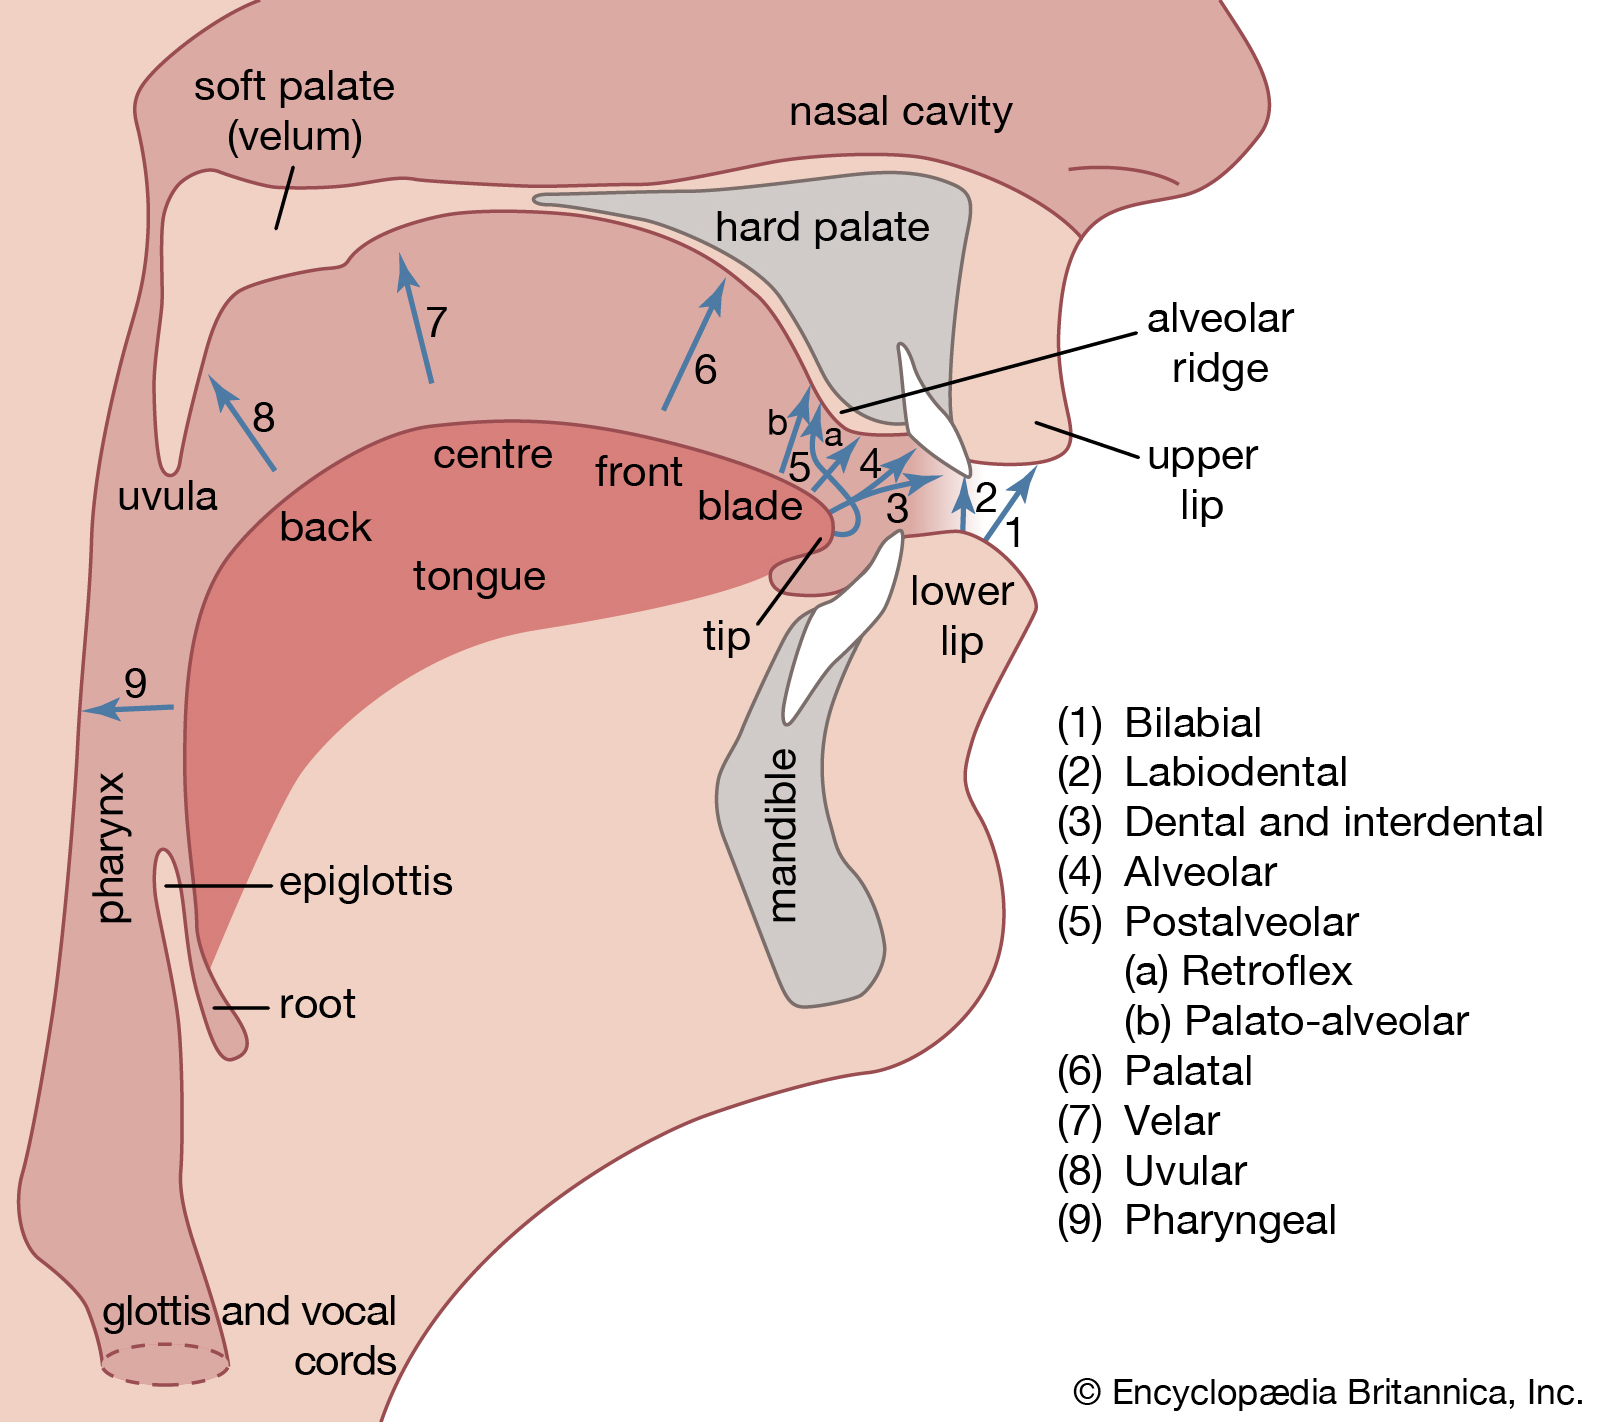 soft palate
(velum)
nasal cavity
hard palate
alveolar
ridge
7
6
8
b
a
5
4
3
2
1
upper
lip
uvula
centre
front
blade
back
tongue
tip
lower
lip
9
pharynx
mandible
epiglottis
root
glottis and vocal
cords
(1) Bilabial
(2) Labiodental
(3) Dental and interdental
(4) Alveolar
(5) Postalveolar
(a) Retroflex
(b) Palato-alveolar
(6) Palatal
(7) Velar
(8) Uvular
(9) Pharyngeal
© Encyclopædia Britannica, Inc.